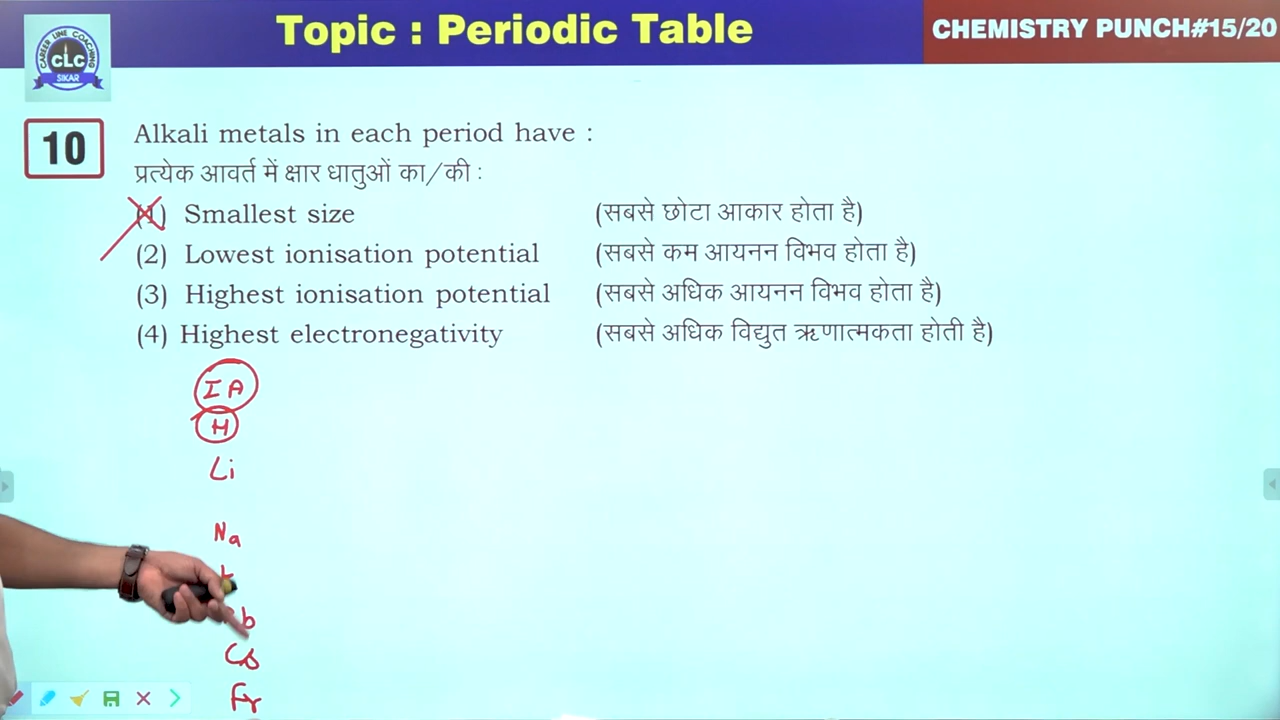 Topic : Periodic Table
CHEMISTRY PUNCH#15/20
CAREER LINE COACHING
CLC
SIKAR
10
Alkali metals in each period have :
प्रत्येक आवर्त में क्षार धातुओं का/की :
(1) Smallest size (सबसे छोटा आकार होता है)
(2) Lowest ionisation potential (सबसे कम आयनन विभव होता है)
(3) Highest ionisation potential (सबसे अधिक आयनन विभव होता है)
(4) Highest electronegativity (सबसे अधिक विद्युत ऋणात्मकता होती है)
I A
H
Li
Na
b
Cs
Fr